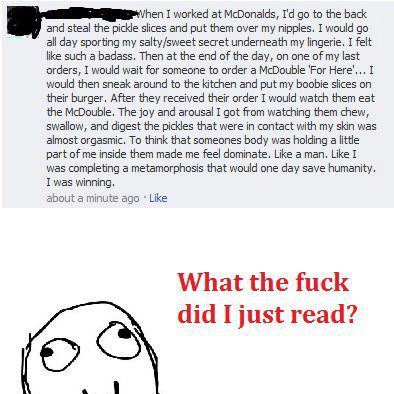 When I worked at McDonalds, I'd go to the back
and steal the pickle slices and put them over my nipples. I would go
all day sporting my salty/sweet secret underneath my lingerie. I felt
like such a badass. Then at the end of the day, on one of my last
orders, I would wait for someone to order a McDouble 'For Here'... I
would then sneak around to the kitchen and put my boobie slices on
their burger. After they received their order I would watch them eat
the McDouble. The joy and arousal I got from watching them chew,
swallow, and digest the pickles that were in contact with my skin was
almost orgasmic. To think that someones body was holding a little
part of me inside them made me feel dominate. Like a man. Like I
was completing a metamorphosis that would one day save humanity.
I was winning.
about a minute ago · Like
What the fuck
did I just read?